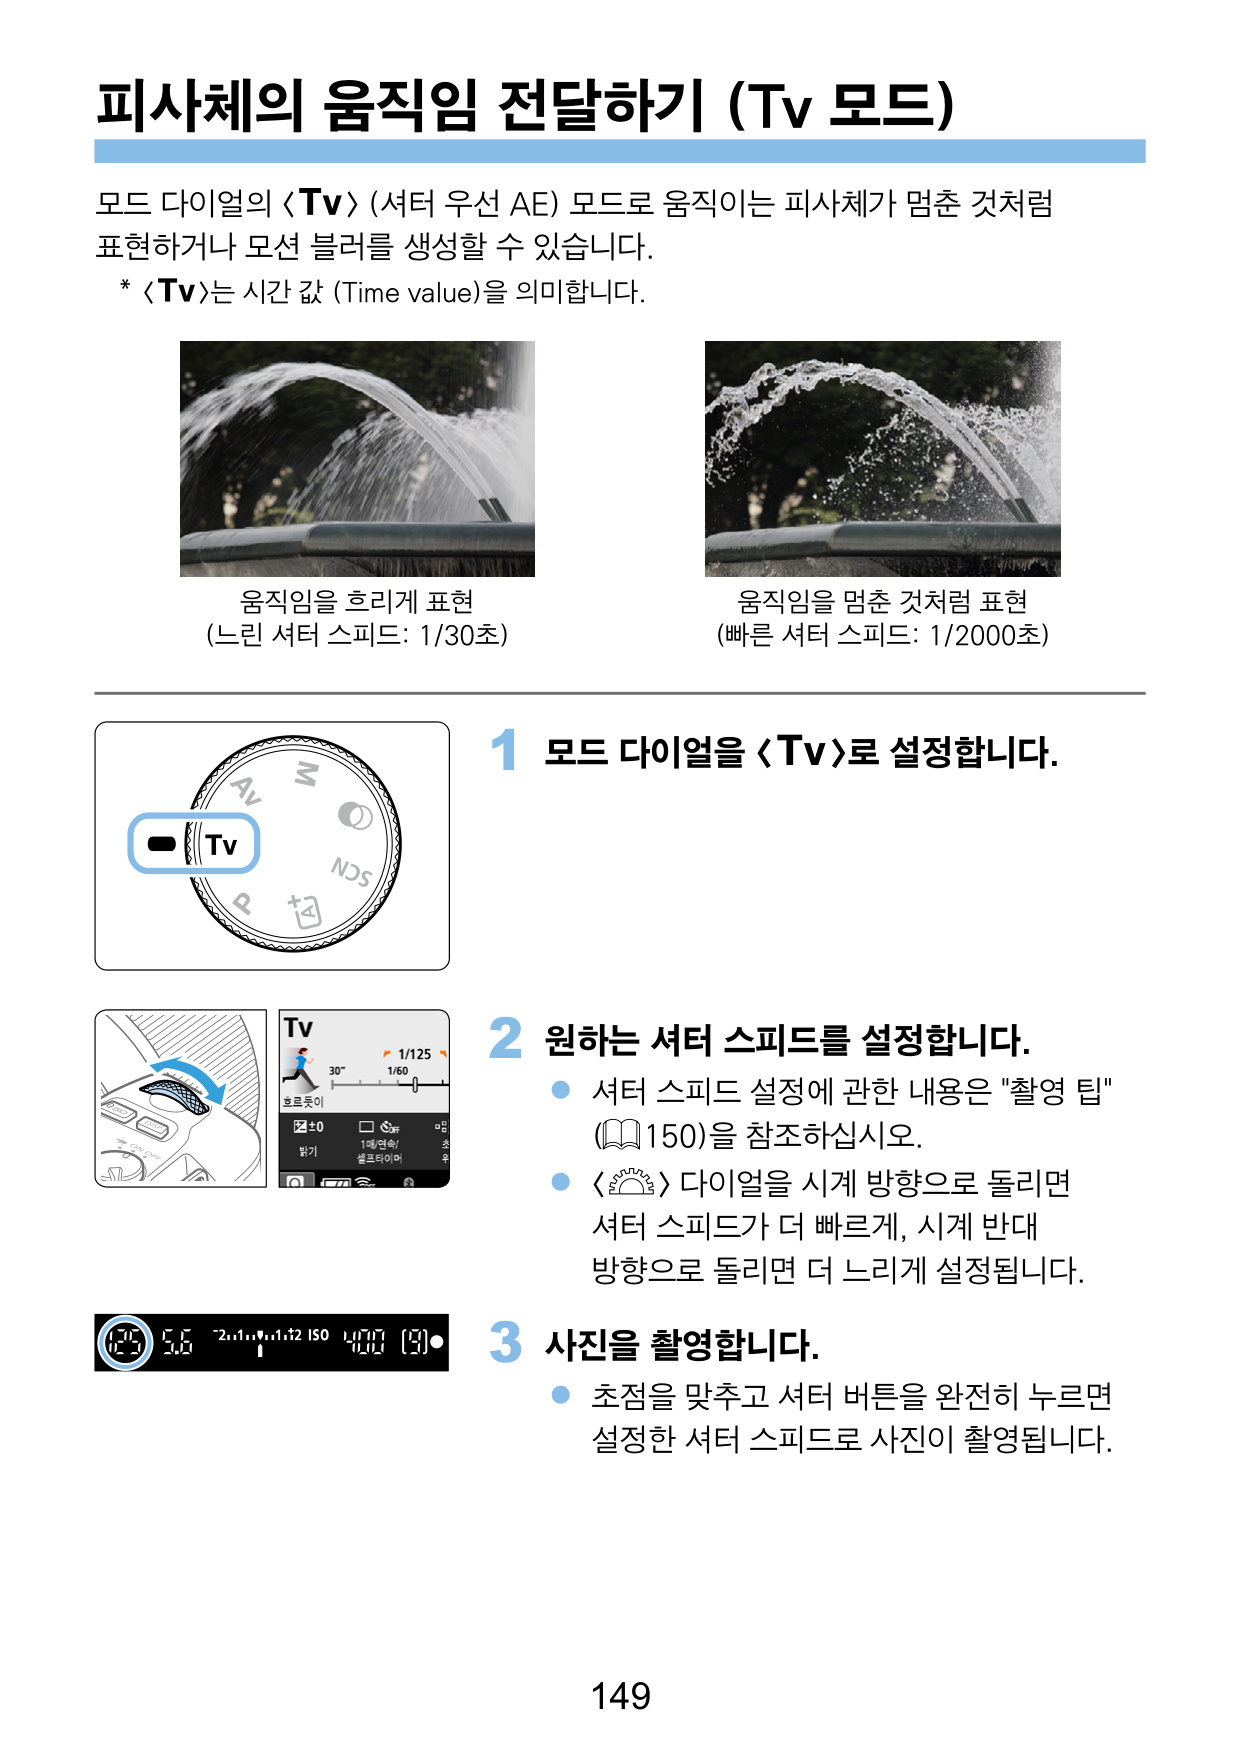 피사체의 움직임 전달하기 (Tv 모드)
모드 다이얼의 <Tv> (셔터 우선 AE) 모드로 움직이는 피사체가 멈춘 것처럼
표현하거나 모션 블러를 생성할 수 있습니다.
* <Tv>는 시간 값 (Time value)을 의미합니다.
움직임을 흐리게 표현
(느린 셔터 스피드: 1/30초)
움직임을 멈춘 것처럼 표현
(빠른 셔터 스피드: 1/2000초)
M
Av
Tv
SCN
P
A+
1 모드 다이얼을 <Tv>로 설정합니다.
Tv
1/125
30" 1/60
흐르듯이
±0
OFF
밝기
1매/연속/
셀프타이머
초
우
Q
2 원하는 셔터 스피드를 설정합니다.
● 셔터 스피드 설정에 관한 내용은 "촬영 팁"
(150)을 참조하십시오.
● < > 다이얼을 시계 방향으로 돌리면
셔터 스피드가 더 빠르게, 시계 반대
방향으로 돌리면 더 느리게 설정됩니다.
125 5.6 -2..1..▼..1..+2 ISO 400 [9]●
3 사진을 촬영합니다.
● 초점을 맞추고 셔터 버튼을 완전히 누르면
설정한 셔터 스피드로 사진이 촬영됩니다.
149